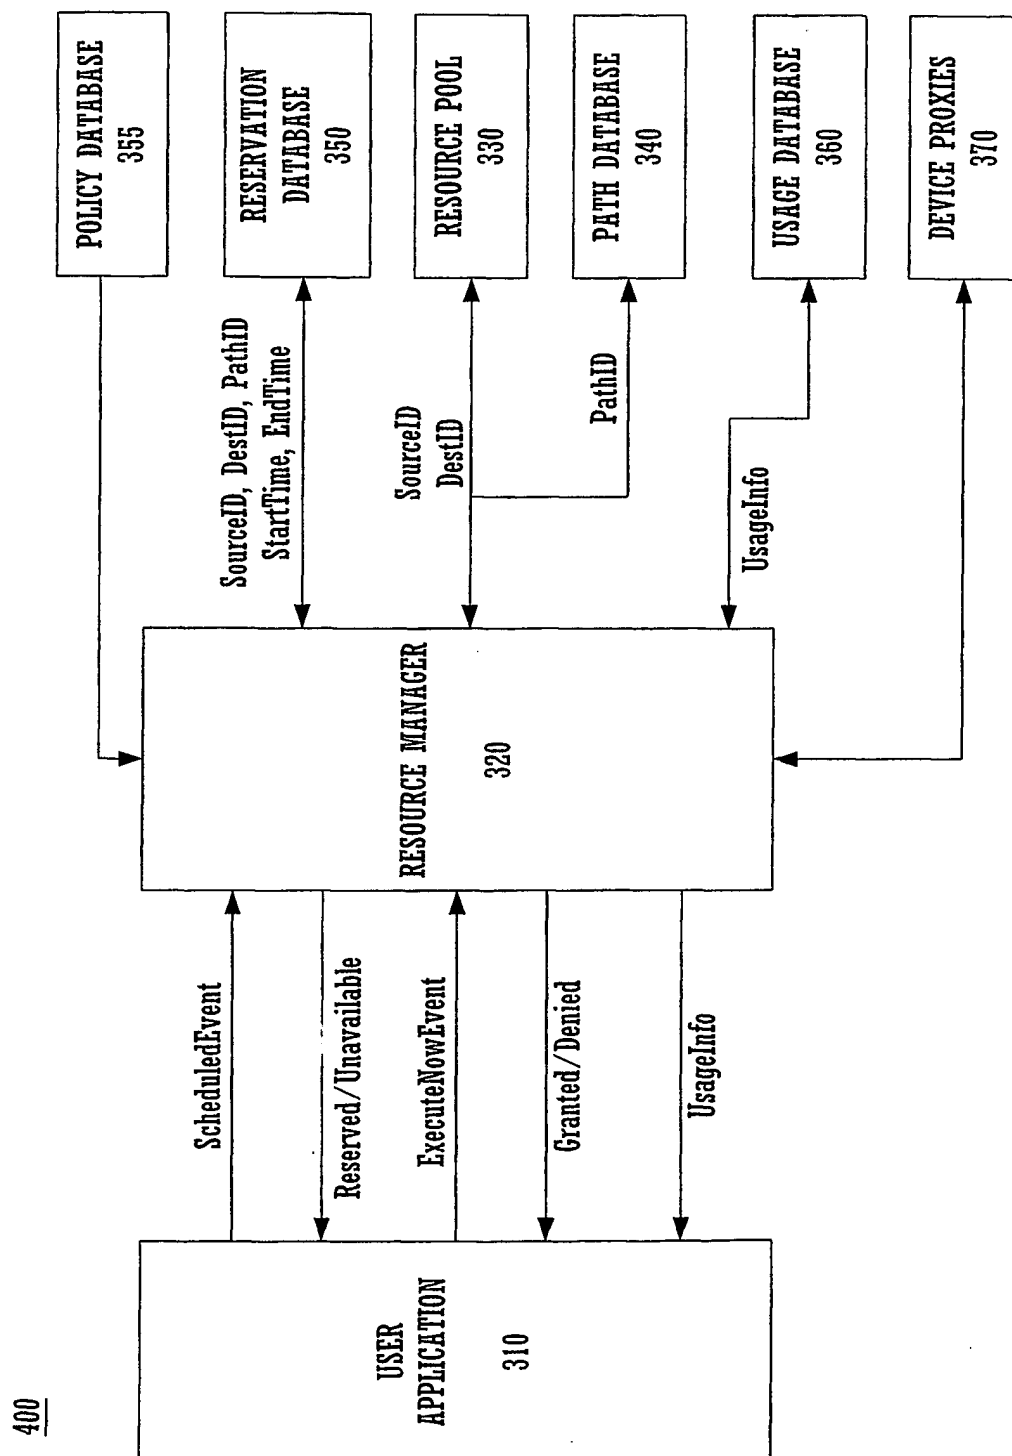 400
USER
APPLICATION
310
ScheduledEvent
Reserved/Unavailable
ExecuteNowEvent
Granted/Denied
UsageInfo
RESOURCE MANAGER
320
SourceID, DestID, PathID
StartTime, EndTime
SourceID
DestID
PathID
UsageInfo
POLICY DATABASE
355
RESERVATION
DATABASE
350
RESOURCE POOL
330
PATH DATABASE
340
USAGE DATABASE
360
DEVICE PROXIES
370